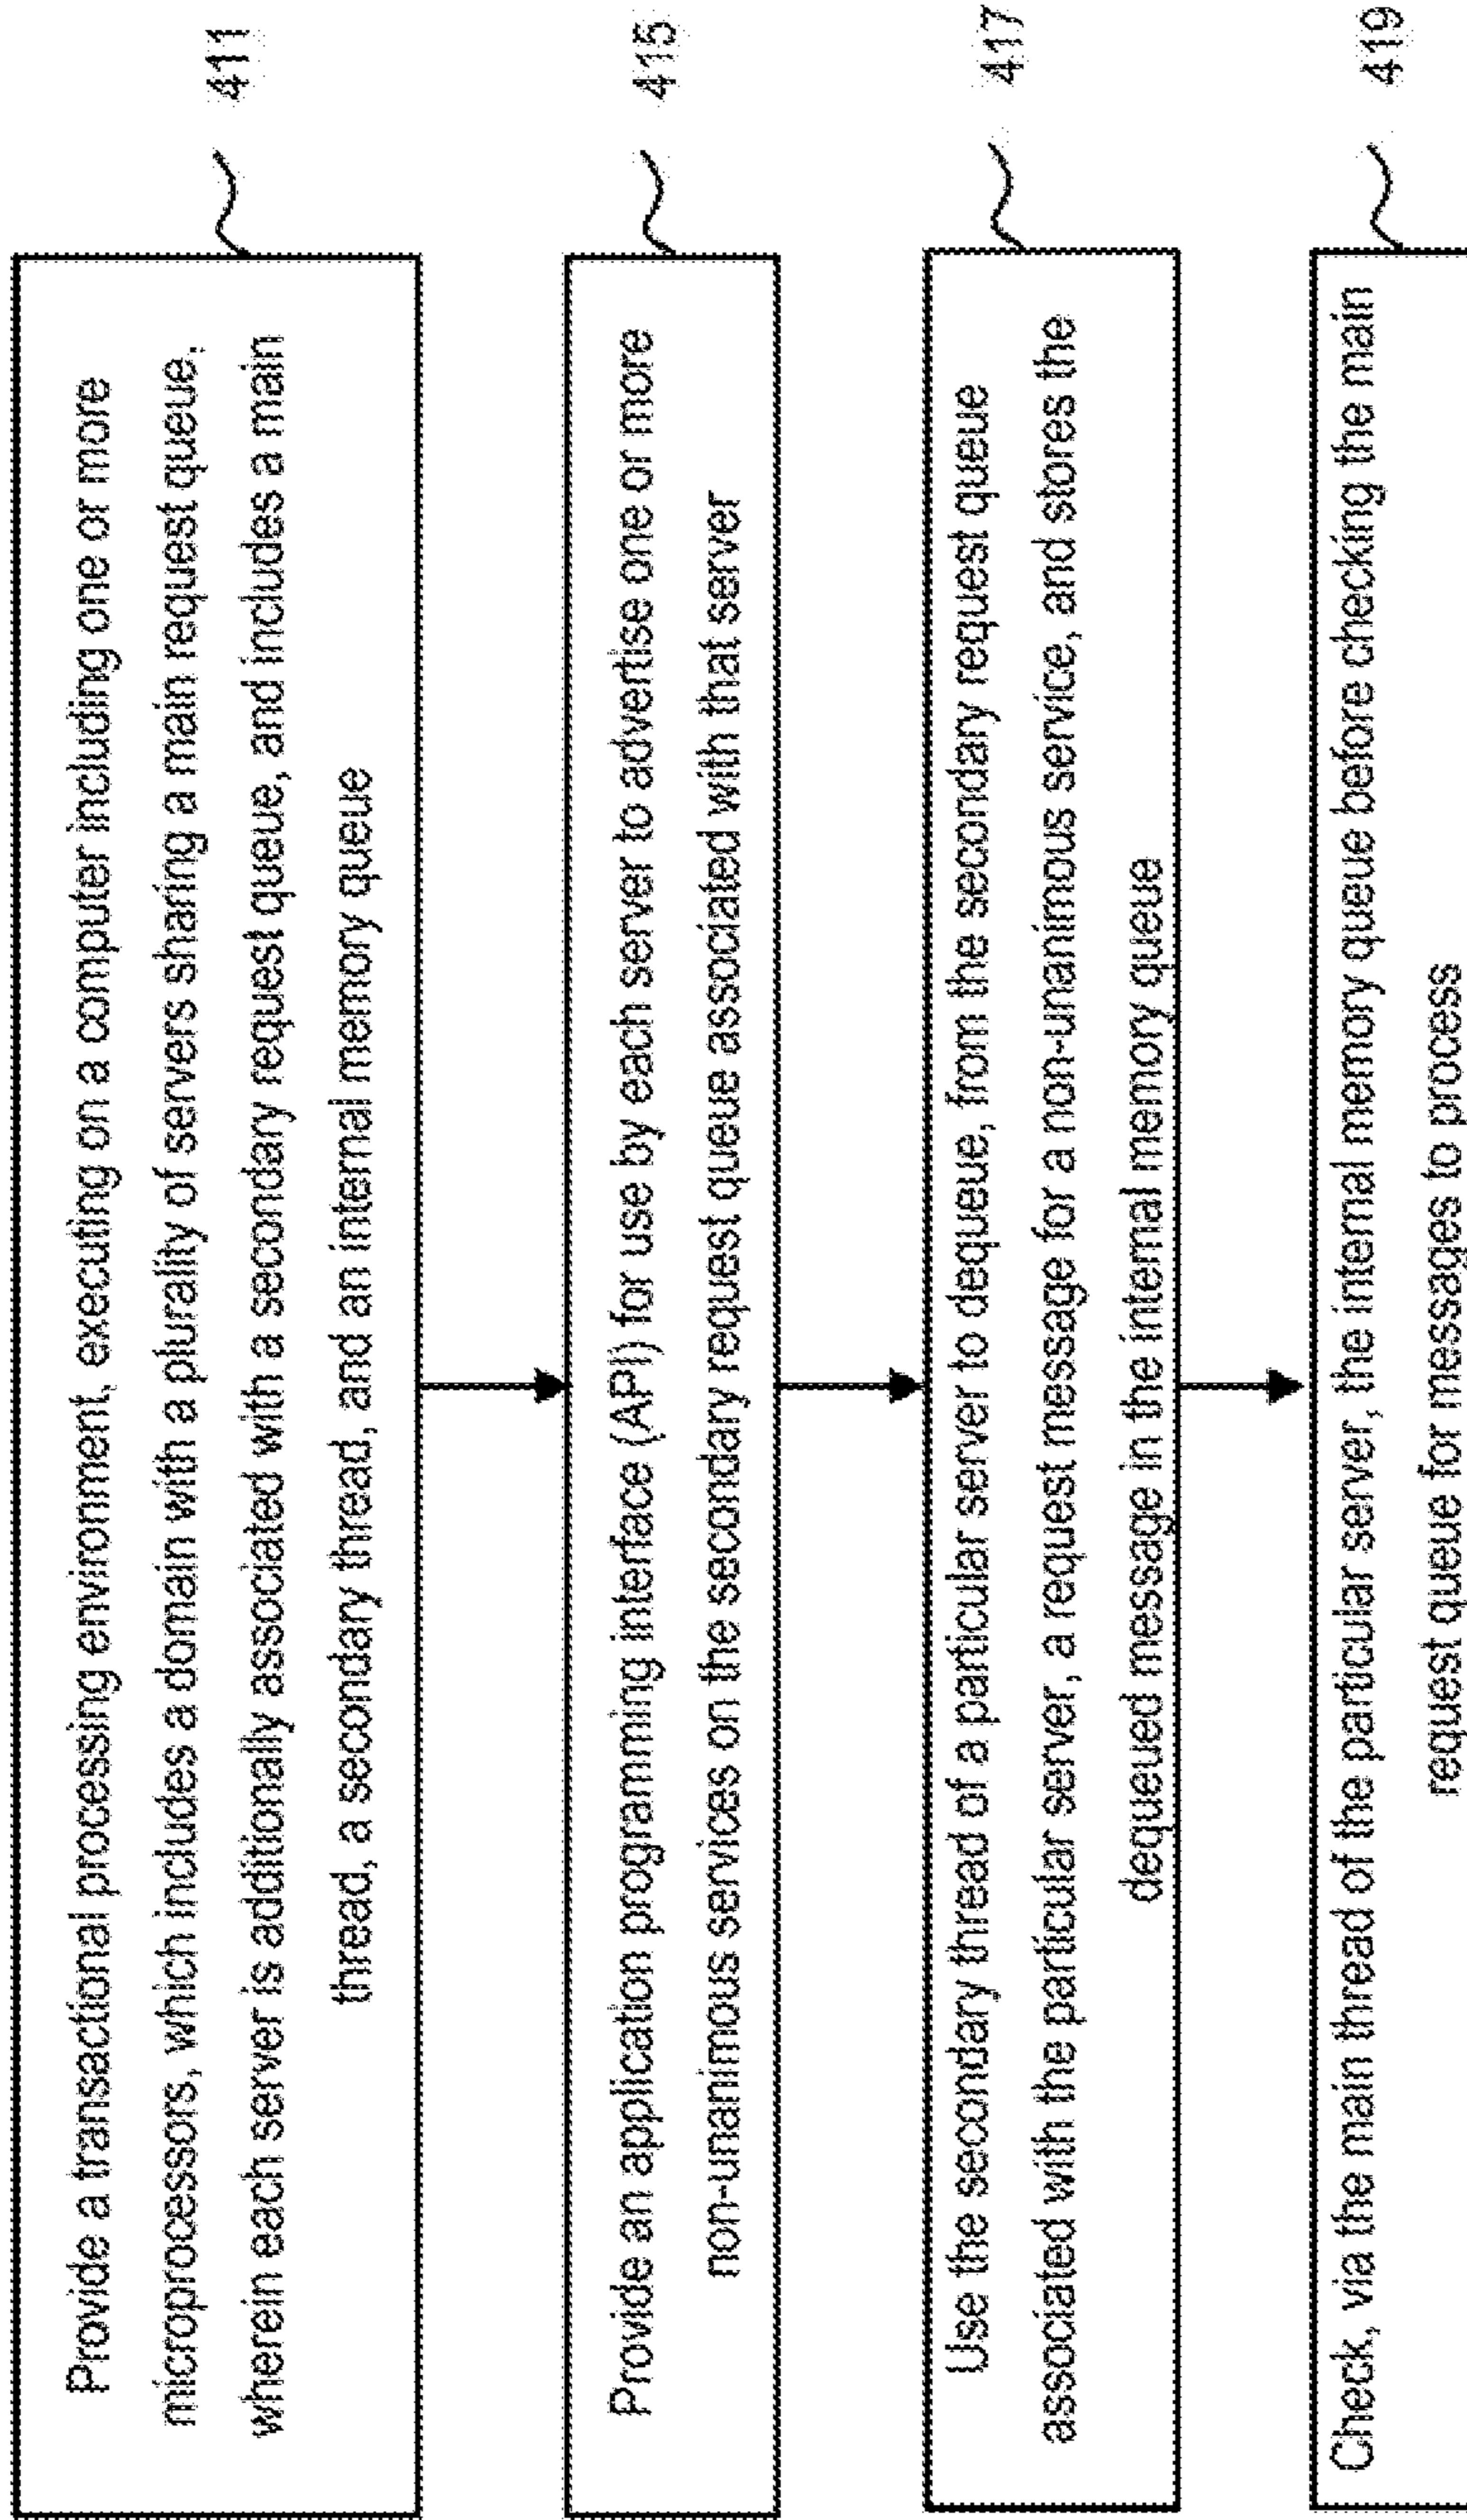 Provide a transactional processing environment, executing on a computer including one or more
microprocessors, which includes a domain with a plurality of servers sharing a main request queue,
wherein each server is additionally associated with a secondary request queue, and includes a main
thread, a secondary thread, and an internal memory queue
411
Provide an application programing interface (API) for use by each server to advertise one or more
non-unanimous services on the secondary request queue associated with that server
415
Use the secondary thread of a particular server to dequeue, from the secondary request queue
associated with the particular server, a request message for a non-unanimous service, and stores the
dequeued message in the internal memory queue
417
Check, via the main thread of the particular server, the internal memory queue before checking the main
request queue for messages to process
419